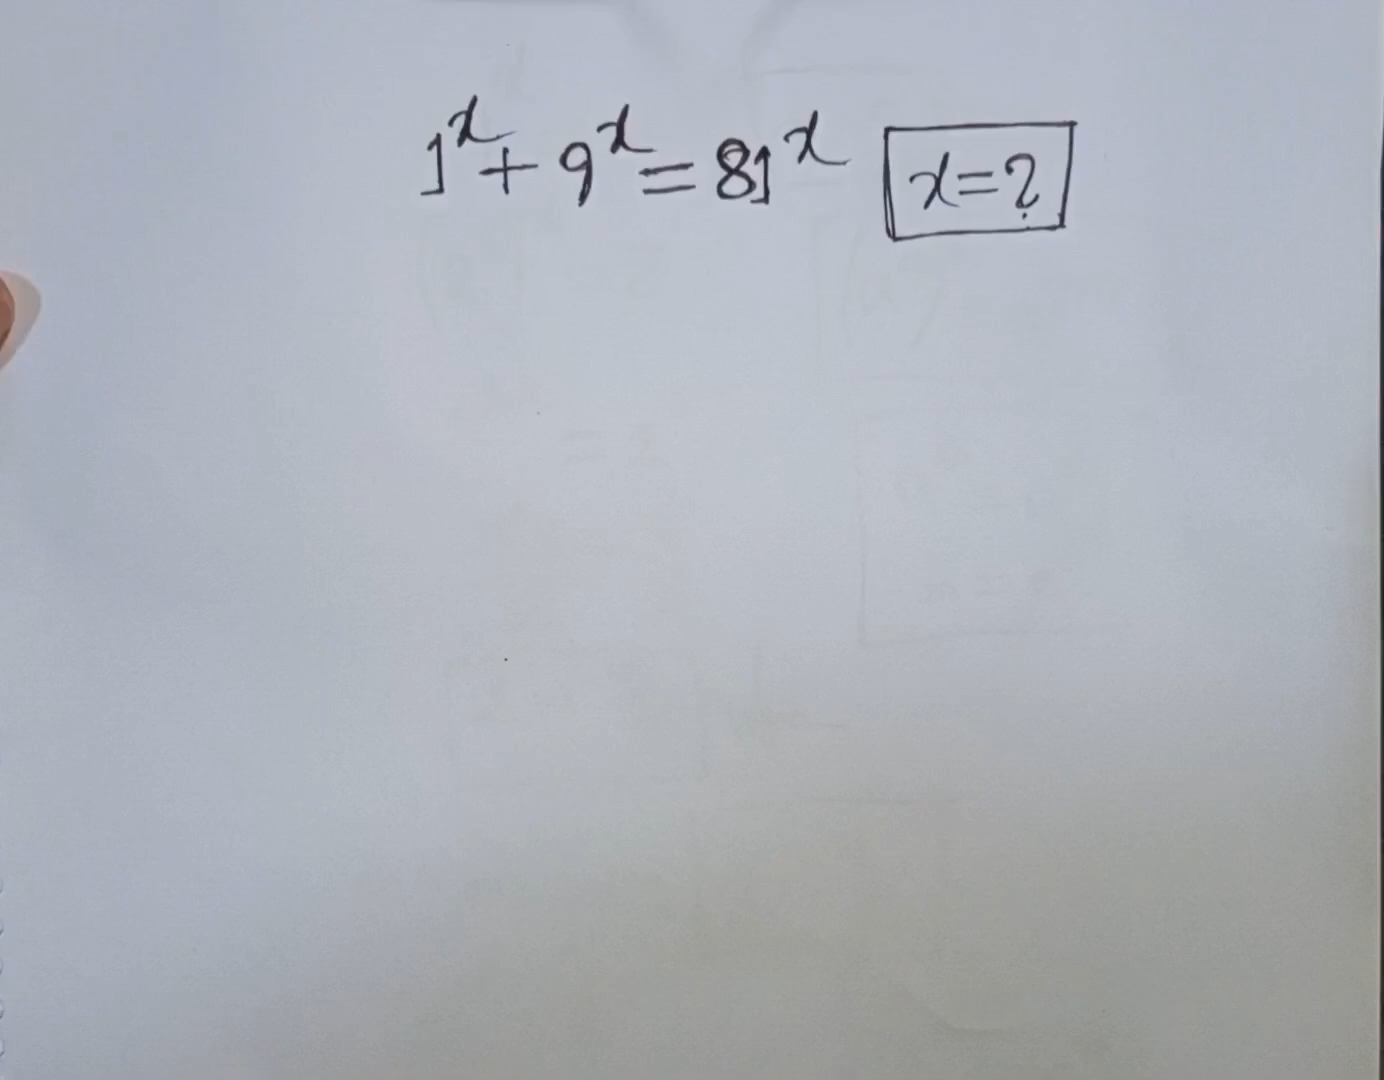 1^x + 9^x = 81^x x = ?